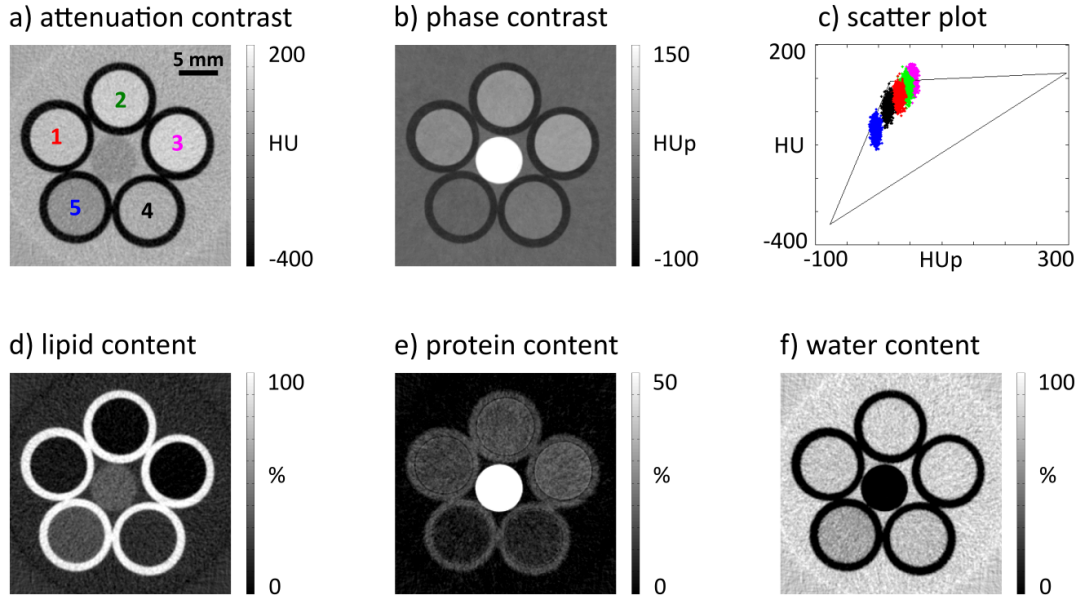 a) attenuation contrast
b) phase contrast
c) scatter plot
200
5 mm
2
1
3
5
4
HU
-400
150
HUp
-100
200
HU
-400
-100
HUp
300
d) lipid content
e) protein content
f) water content
100
%
0
50
%
0
100
%
0